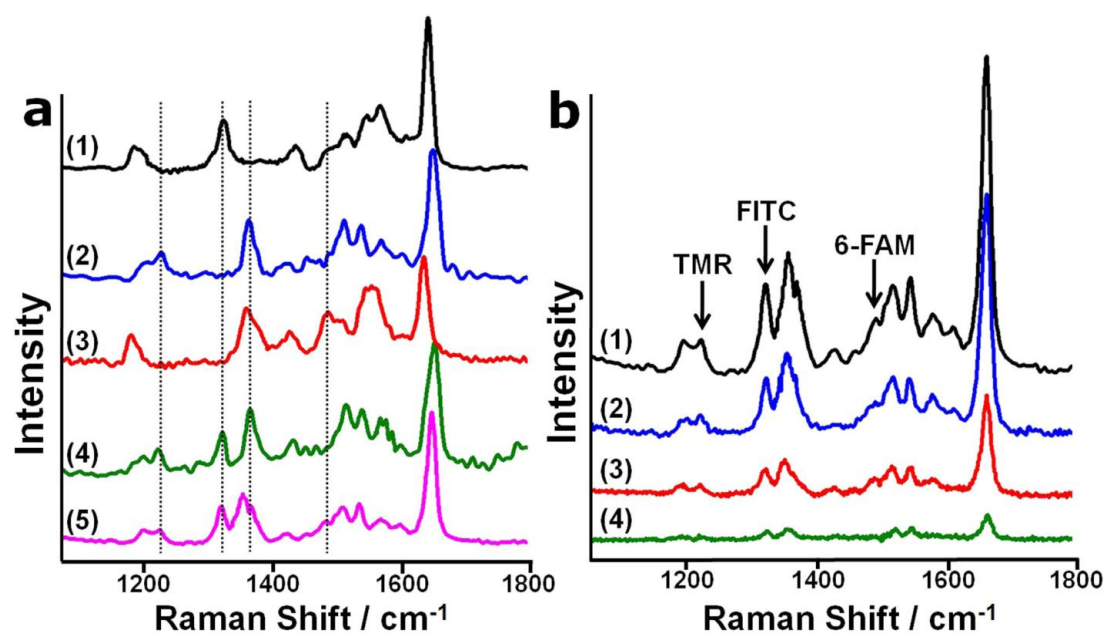 a
(1)
(2)
(3)
(4)
(5)
Intensity
1200 1400 1600 1800
Raman Shift / cm-1
b
FITC
6-FAM
TMR
(1)
(2)
(3)
(4)
Intensity
1200 1400 1600 1800
Raman Shift / cm-1